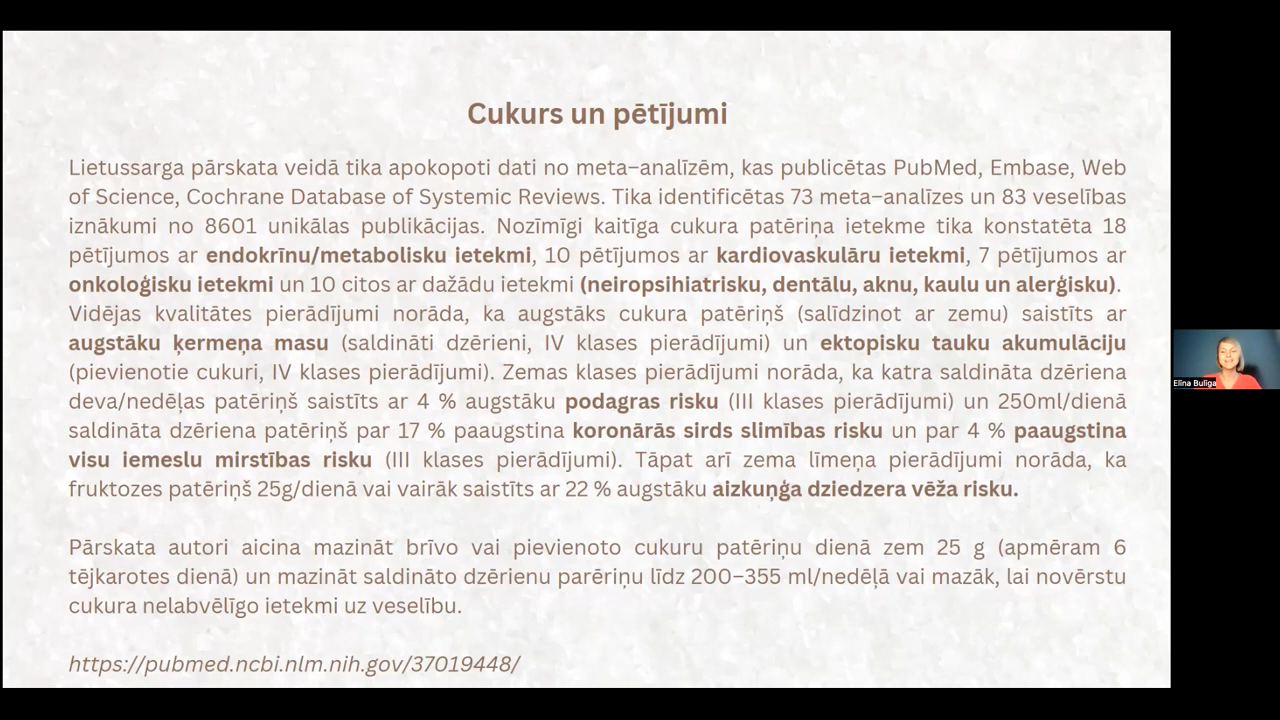 Cukurs un pētījumi
Lietussarga pārskata veidā tika apokopoti dati no meta–analīzēm, kas publicētas PubMed, Embase, Web
of Science, Cochrane Database of Systemic Reviews. Tika identificētas 73 meta–analīzes un 83 veselības
iznākumi no 8601 unikālas publikācijas. Nozīmīgi kaitīga cukura patēriņa ietekme tika konstatēta 18
pētījumos ar endokrīnu/metabolisku ietekmi, 10 pētījumos ar kardiovaskulāru ietekmi, 7 pētījumos ar
onkoloģisku ietekmi un 10 citos ar dažādu ietekmi (neiropsihiatrisku, dentālu, aknu, kaulu un alerģisku).
Vidējas kvalitātes pierādījumi norāda, ka augstāks cukura patēriņš (salīdzinot ar zemu) saistīts ar
augstāku ķermeņa masu (saldināti dzērieni, IV klases pierādījumi) un ektopisku tauku akumulāciju
(pievienotie cukuri, IV klases pierādījumi). Zemas klases pierādījumi norāda, ka katra saldināta dzēriena
deva/nedēļas patēriņš saistīts ar 4 % augstāku podagras risku (III klases pierādījumi) un 250ml/dienā
saldināta dzēriena patēriņš par 17 % paaugstina koronārās sirds slimības risku un par 4 % paaugstina
visu iemeslu mirstības risku (III klases pierādījumi). Tāpat arī zema līmeņa pierādījumi norāda, ka
fruktozes patēriņš 25g/dienā vai vairāk saistīts ar 22 % augstāku aizkuņģa dziedzera vēža risku.
Pārskata autori aicina mazināt brīvo vai pievienoto cukuru patēriņu dienā zem 25 g (apmēram 6
tējkarotes dienā) un mazināt saldināto dzērienu parēriņu līdz 200–355 ml/nedēļā vai mazāk, lai novērstu
cukura nelabvēlīgo ietekmi uz veselību.
https://pubmed.ncbi.nlm.nih.gov/37019448/
Elīna Buliga